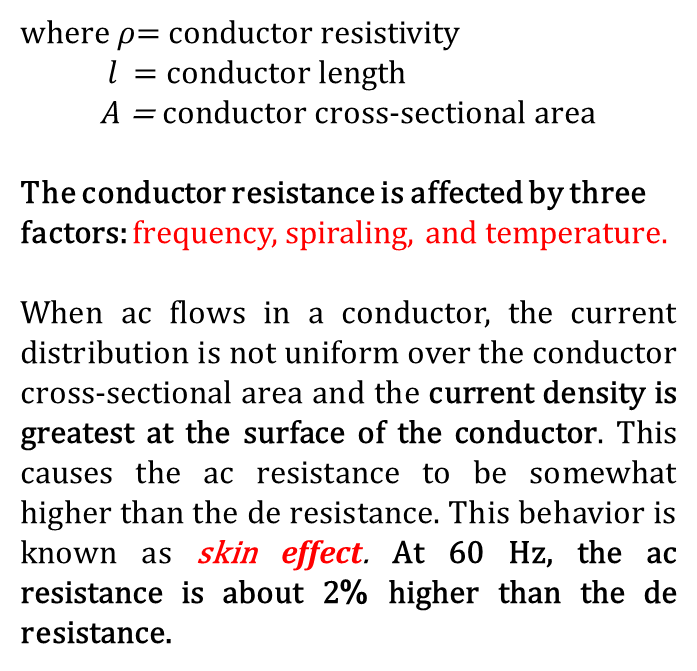 where ρ= conductor resistivity
l = conductor length
A = conductor cross-sectional area
The conductor resistance is affected by three
factors: frequency, spiraling, and temperature.
When ac flows in a conductor, the current
distribution is not uniform over the conductor
cross-sectional area and the current density is
greatest at the surface of the conductor. This
causes the ac resistance to be somewhat
higher than the de resistance. This behavior is
known as skin effect. At 60 Hz, the ac
resistance is about 2% higher than the de
resistance.